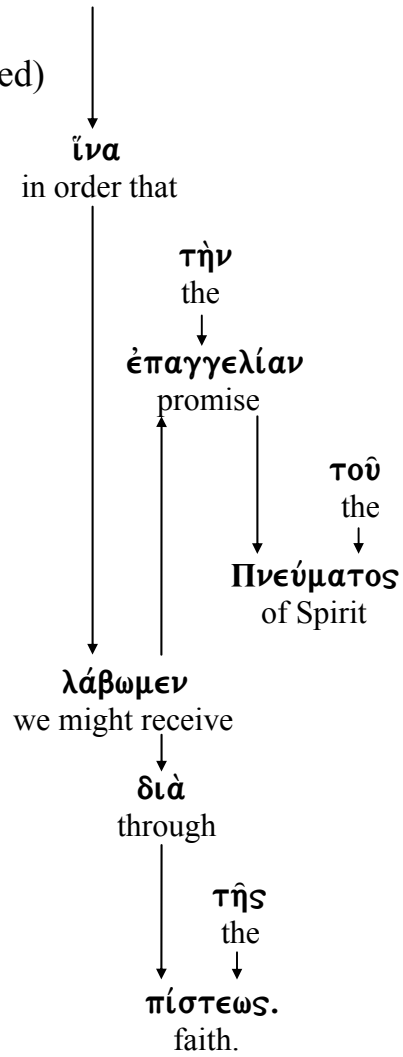 ed)
ἵνα
in order that
τὴν
the
ἐπαγγελίαν
promise
τοῦ
the
Πνεύματος
of Spirit
λάβωμεν
we might receive
διὰ
through
τῆς
the
πίστεως.
faith.